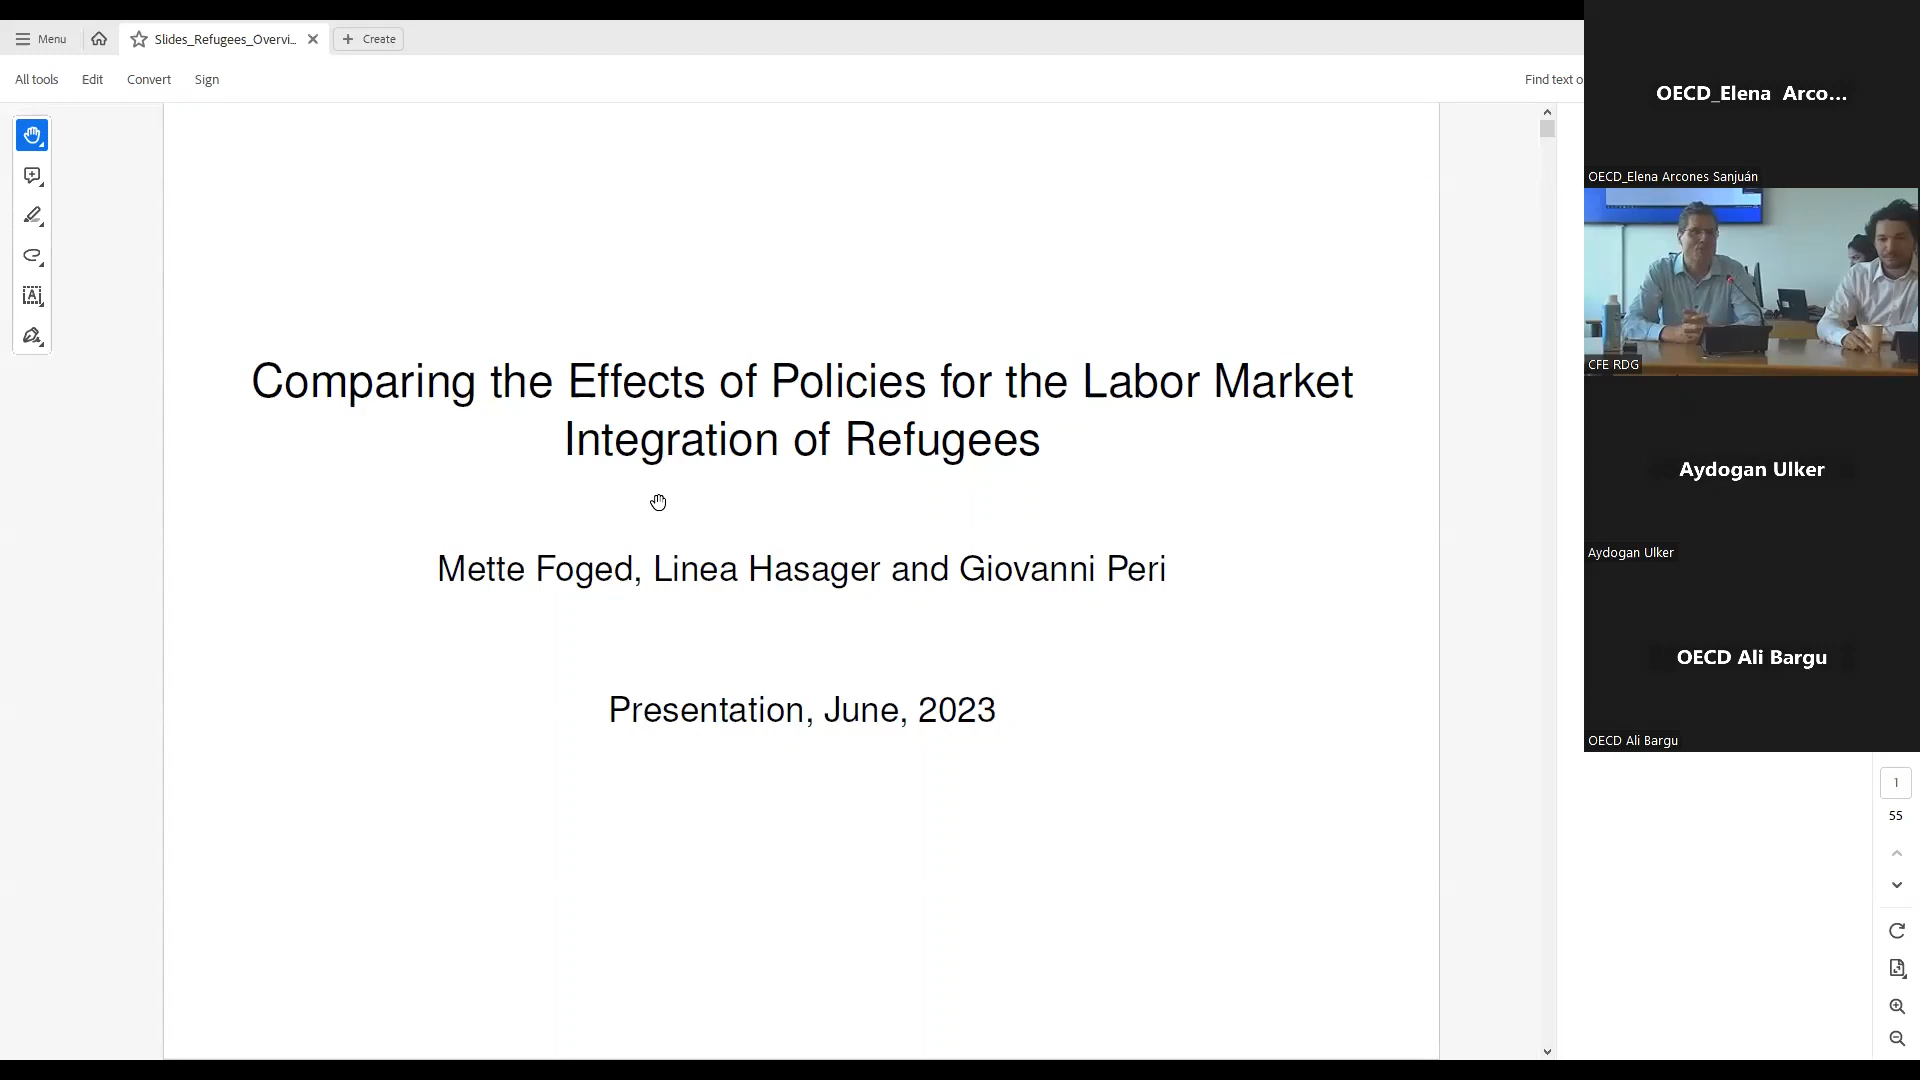 Menu
Slides_Refugees_Overvi...
Create
All tools
Edit
Convert
Sign
Find text o
Comparing the Effects of Policies for the Labor Market
Integration of Refugees
Mette Foged, Linea Hasager and Giovanni Peri
Presentation, June, 2023
OECD_Elena Arco...
OECD_Elena Arcones Sanjuán
CFE RDG
Aydogan Ulker
Aydogan Ulker
OECD Ali Bargu
OECD Ali Bargu
1
55